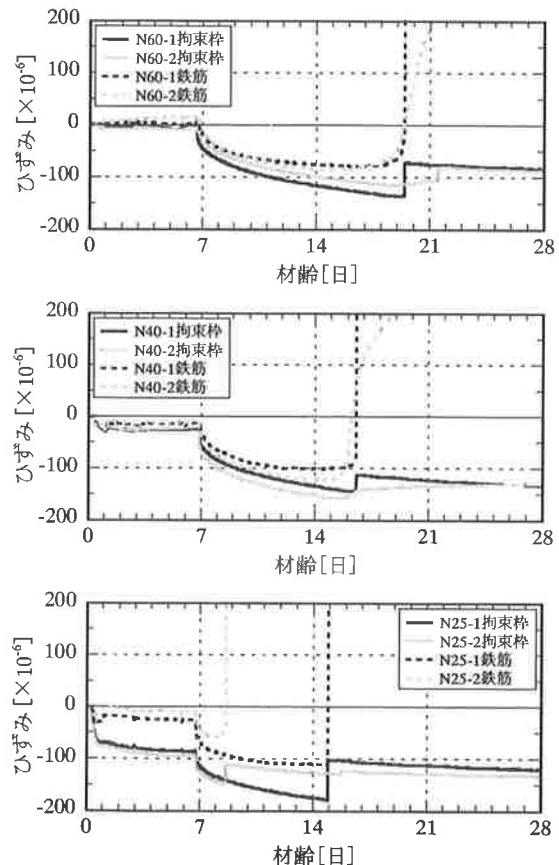 200
100
0
-100
-200
ひずみ[×10⁻⁶]
N60-1拘束枠
N60-2拘束枠
N60-1鉄筋
N60-2鉄筋
0 7 14 21 28
材齢[日]
200
100
0
-100
-200
ひずみ[×10⁻⁶]
N40-1拘束枠
N40-2拘束枠
N40-1鉄筋
N40-2鉄筋
0 7 14 21 28
材齢[日]
200
100
0
-100
-200
ひずみ[×10⁻⁶]
N25-1拘束枠
N25-2拘束枠
N25-1鉄筋
N25-2鉄筋
0 7 14 21 28
材齢[日]